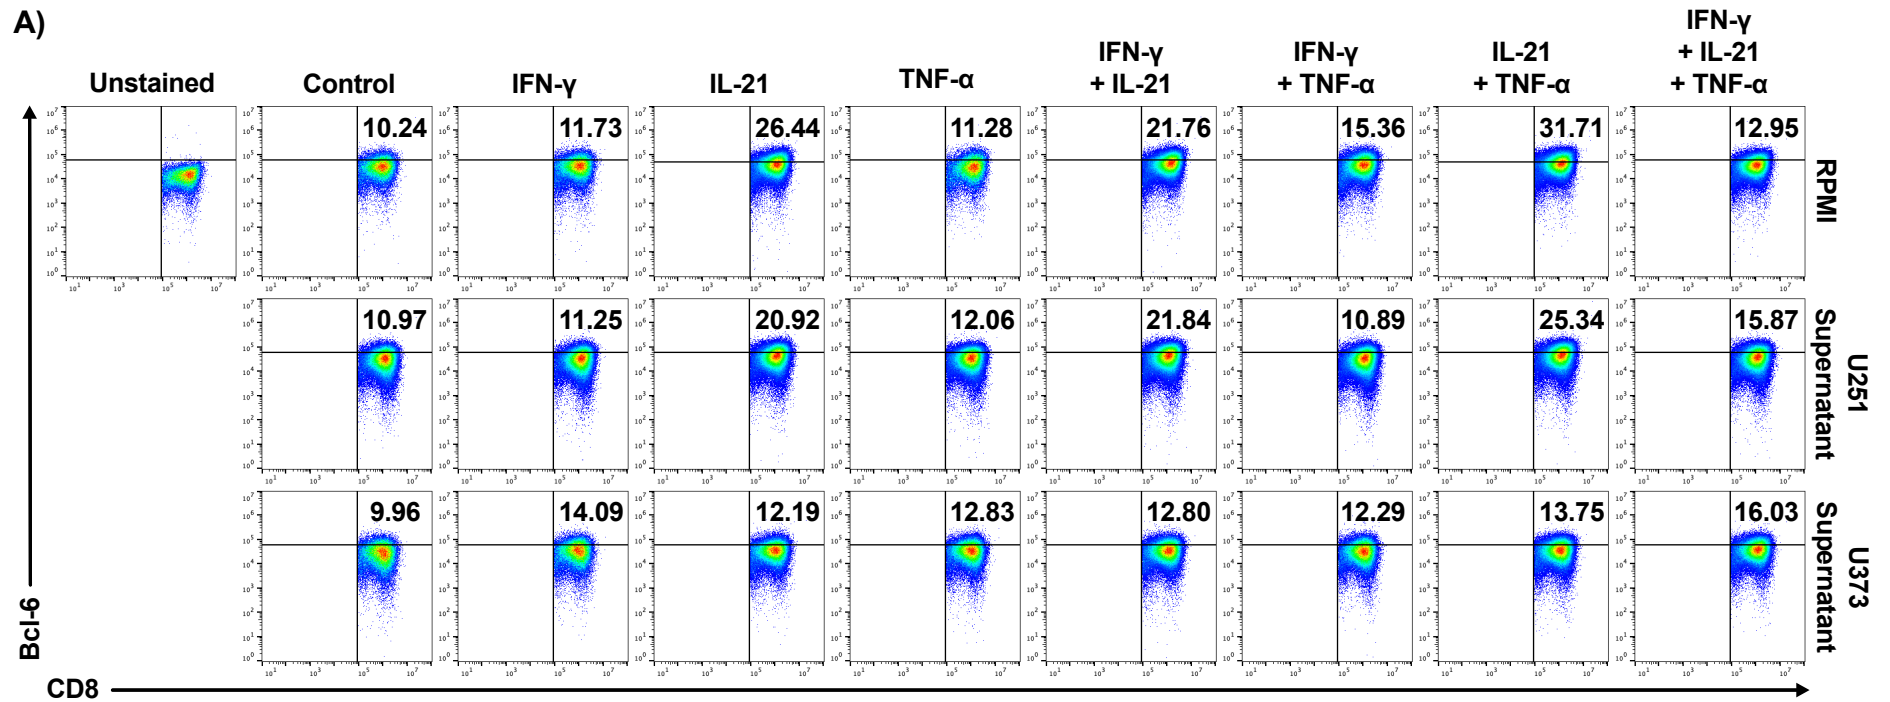 A)
Unstained
Control
IFN-γ
IL-21
TNF-α
IFN-γ
+ IL-21
IFN-γ
+ TNF-α
IL-21
+ TNF-α
IFN-γ
+ IL-21
+ TNF-α
10.24
11.73
26.44
11.28
21.76
15.36
31.71
12.95
RPMI
10.97
11.25
20.92
12.06
21.84
10.89
25.34
15.87
U251
Supernatant
9.96
14.09
12.19
12.83
12.80
12.29
13.75
16.03
U373
Supernatant
Bcl-6
CD8